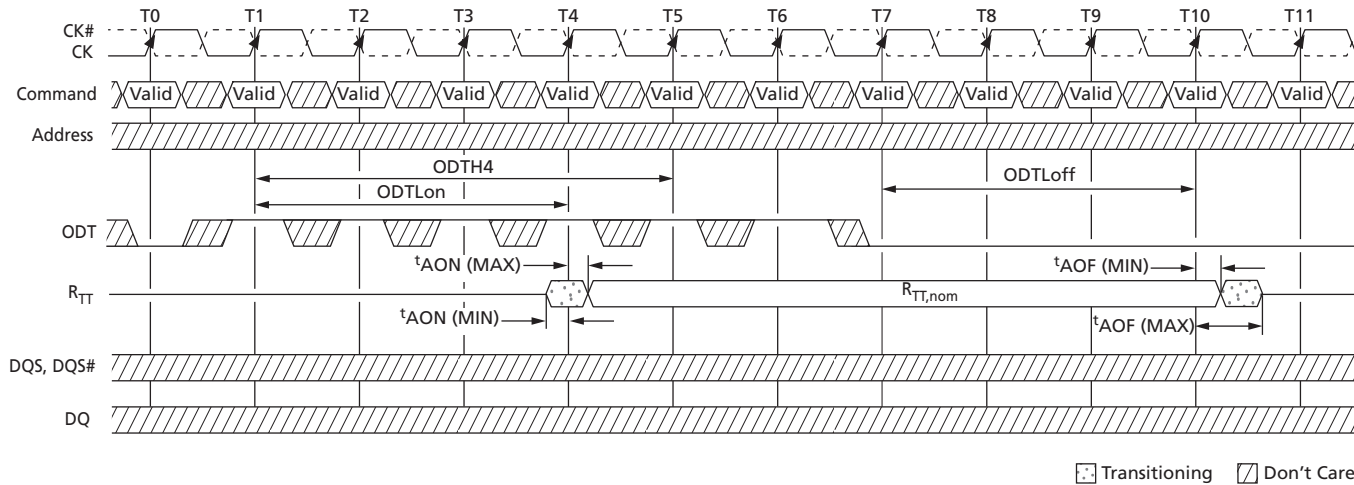 T0 T1 T2 T3 T4 T5 T6 T7 T8 T9 T10 T11
CK#
CK
Command Valid Valid Valid Valid Valid Valid Valid Valid Valid Valid Valid Valid
Address
ODTH4
ODTLon
ODTLoff
ODT
tAON (MAX)
tAOF (MIN)
RTT
RTT,nom
tAON (MIN)
tAOF (MAX)
DQS, DQS#
DQ
Transitioning Don't Care